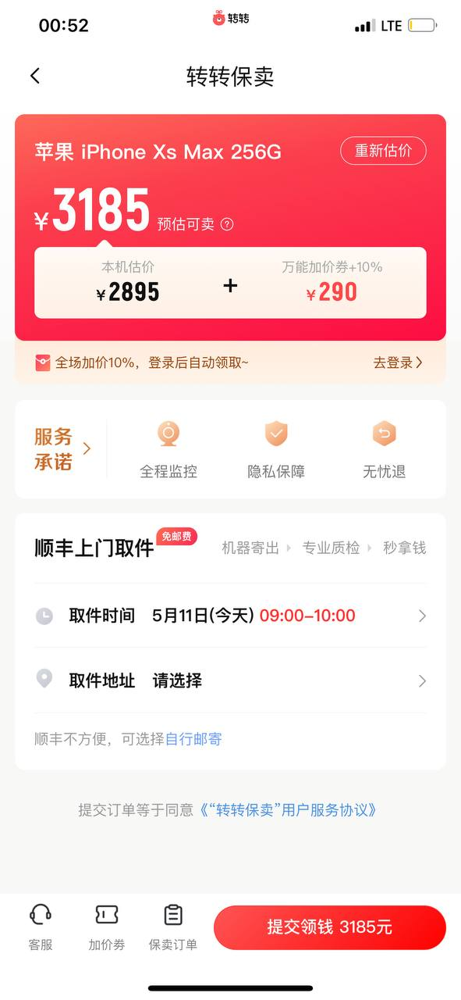 00:52
转转
LTE
转转保卖
苹果 iPhone Xs Max 256G
重新估价
¥3185 预估可卖 ?
本机估价
万能加价券+10%
¥2895
+
¥290
全场加价10%，登录后自动领取~
去登录
服务
承诺
全程监控
隐私保障
无忧退
顺丰上门取件
免邮费
机器寄出
专业质检
秒拿钱
取件时间 5月11日(今天) 09:00-10:00
取件地址 请选择
顺丰不方便，可选择自行邮寄
提交订单等于同意《“转转保卖”用户服务协议》
客服
加价券
保卖订单
提交领钱 3185元